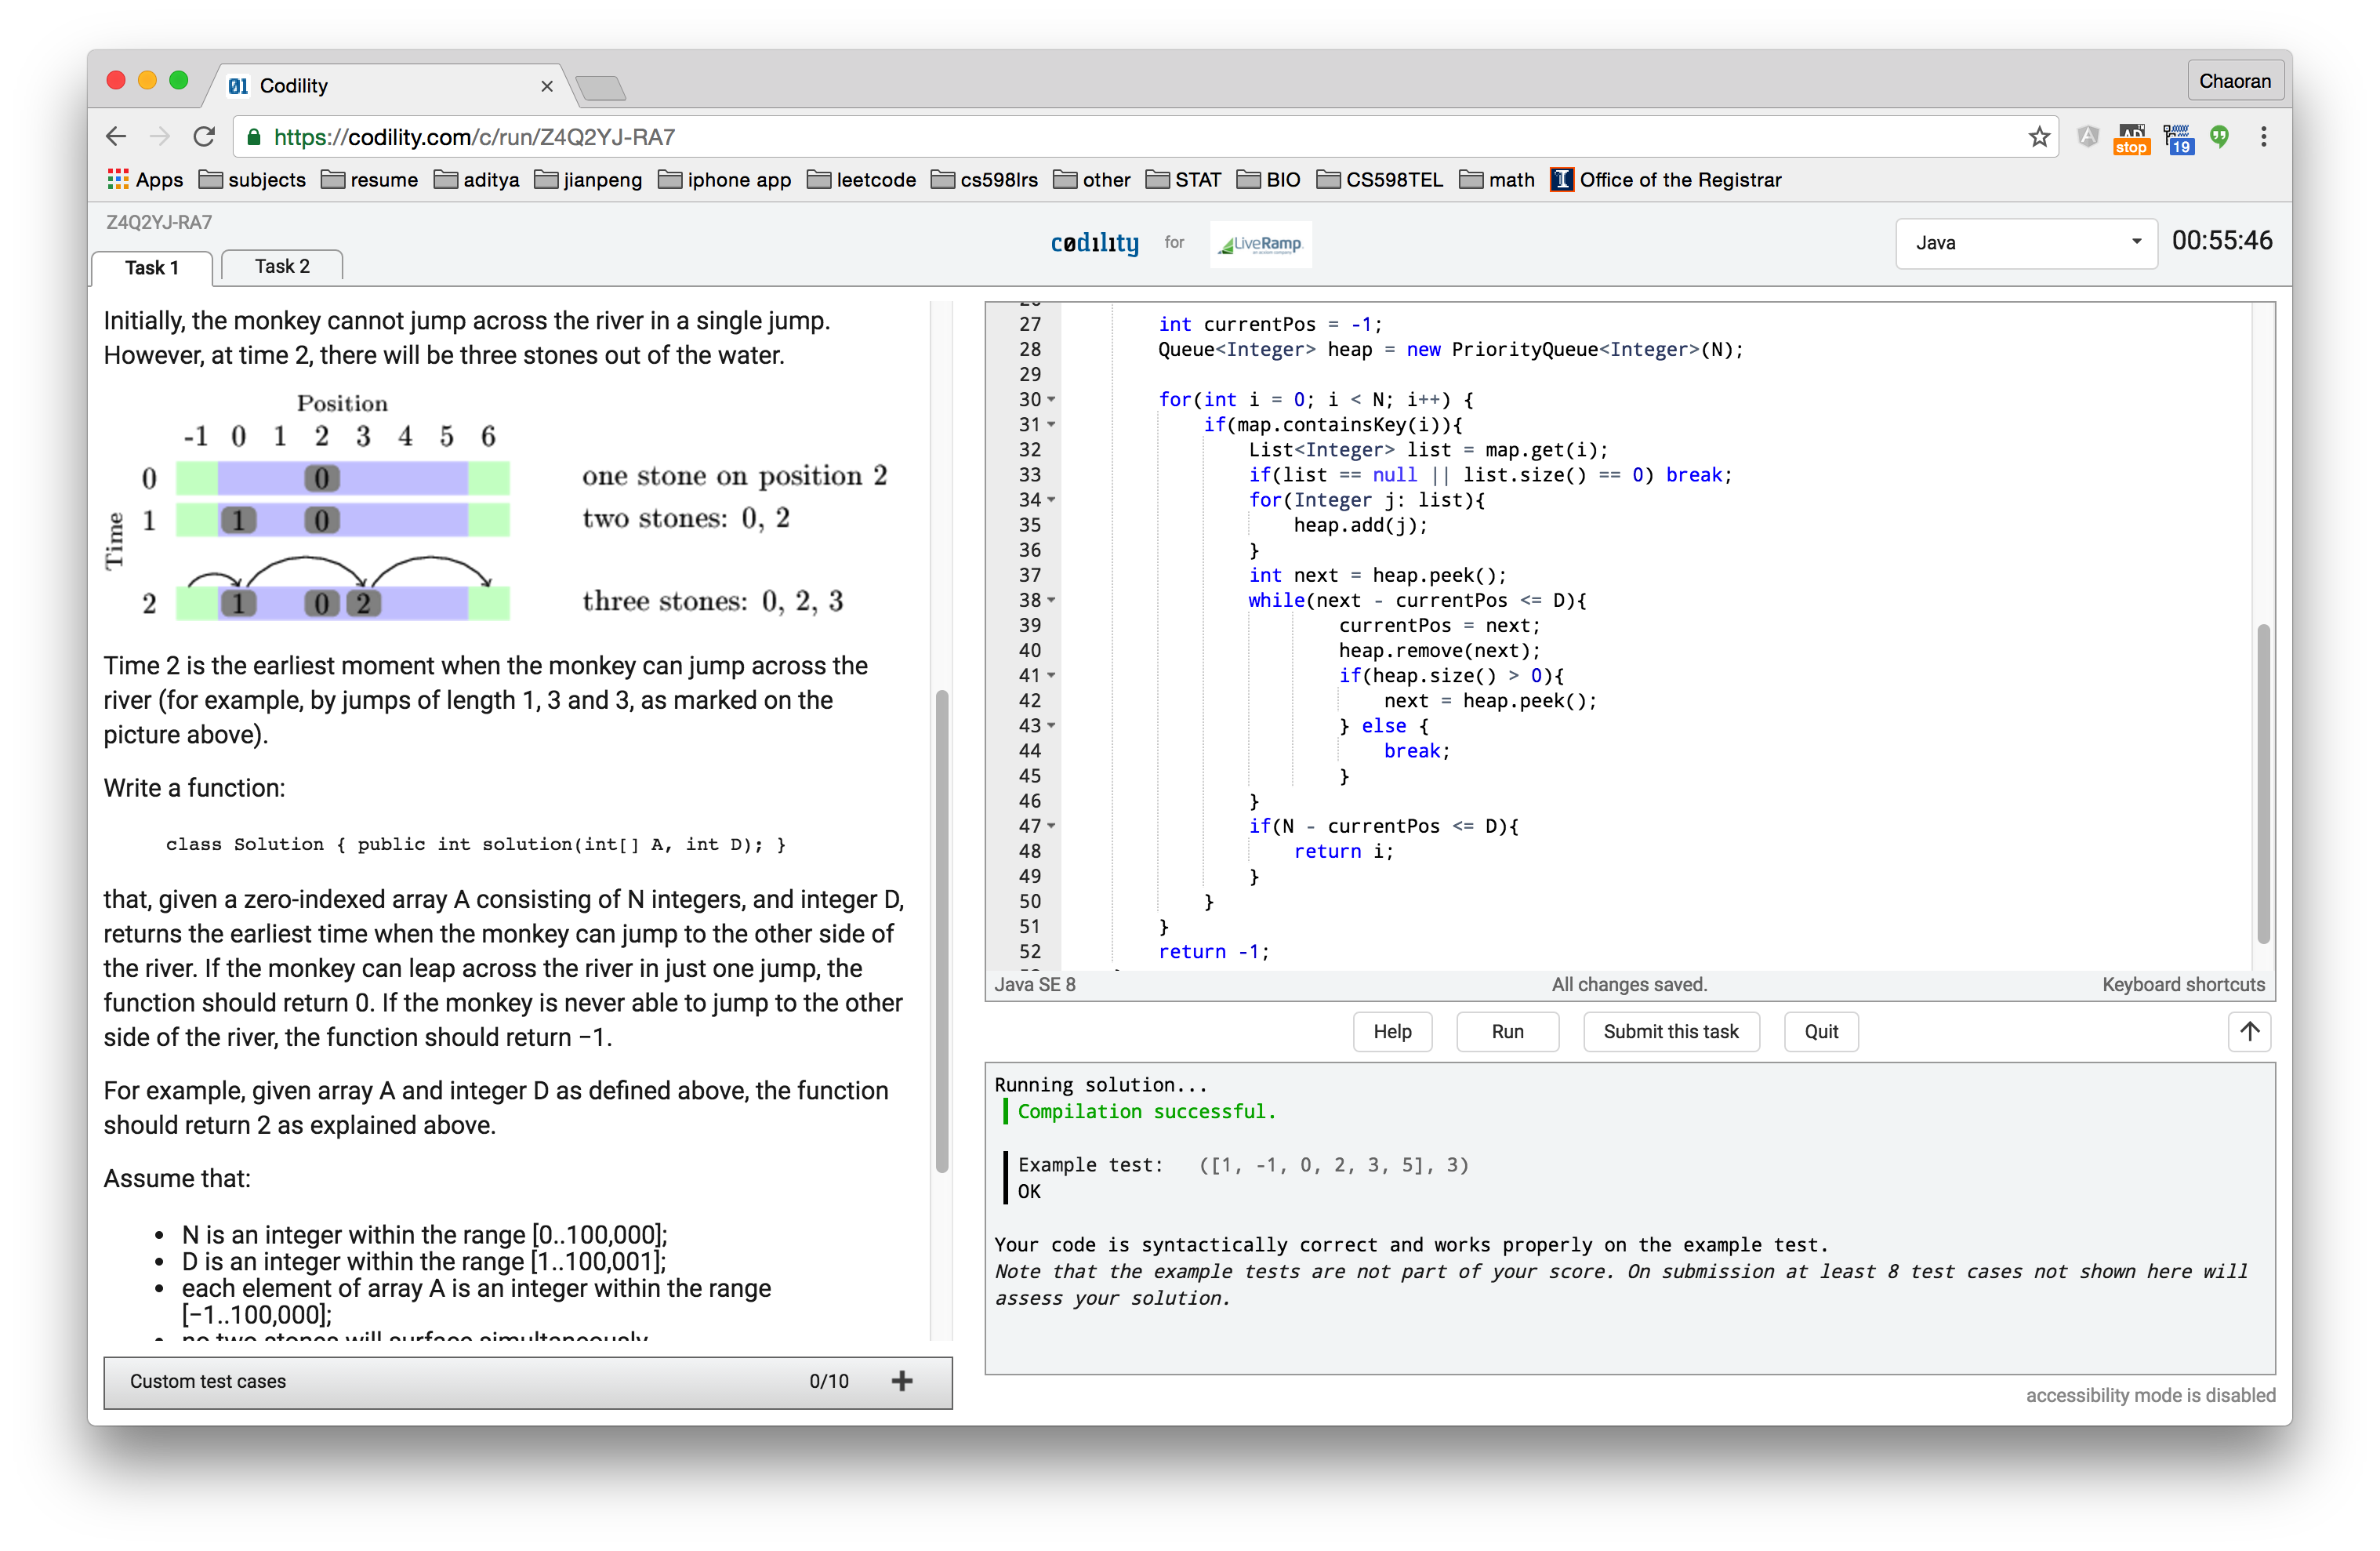 Codility
Chaoran
https://codility.com/c/run/Z4Q2YJ-RA7
stop
19
Apps subjects resume aditya jianpeng iphone app leetcode cs598lrs other STAT BIO CS598TEL math Office of the Registrar
Z4Q2YJ-RA7
Task 1
Task 2
codility for LiveRamp
Java
00:55:46
Initially, the monkey cannot jump across the river in a single jump.
However, at time 2, there will be three stones out of the water.
Position
-1 0 1 2 3 4 5 6
Time
0 0 one stone on position 2
1 1 0 two stones: 0, 2
2 1 0 2 three stones: 0, 2, 3
Time 2 is the earliest moment when the monkey can jump across the
river (for example, by jumps of length 1, 3 and 3, as marked on the
picture above).
Write a function:
class Solution { public int solution(int[] A, int D); }
that, given a zero-indexed array A consisting of N integers, and integer D,
returns the earliest time when the monkey can jump to the other side of
the river. If the monkey can leap across the river in just one jump, the
function should return 0. If the monkey is never able to jump to the other
side of the river, the function should return −1.
For example, given array A and integer D as defined above, the function
should return 2 as explained above.
Assume that:
• N is an integer within the range [0..100,000];
• D is an integer within the range [1..100,001];
• each element of array A is an integer within the range
[−1..100,000];
• no two stones will surface simultaneously
Custom test cases 0/10 +
27 int currentPos = -1;
28 Queue<Integer> heap = new PriorityQueue<Integer>(N);
29
30 for(int i = 0; i < N; i++) {
31 if(map.containsKey(i)){
32 List<Integer> list = map.get(i);
33 if(list == null || list.size() == 0) break;
34 for(Integer j: list){
35 heap.add(j);
36 }
37 int next = heap.peek();
38 while(next - currentPos <= D){
39 currentPos = next;
40 heap.remove(next);
41 if(heap.size() > 0){
42 next = heap.peek();
43 } else {
44 break;
45 }
46 }
47 if(N - currentPos <= D){
48 return i;
49 }
50 }
51 }
52 return -1;
Java SE 8 All changes saved. Keyboard shortcuts
Help Run Submit this task Quit
Running solution...
Compilation successful.
Example test: ([1, -1, 0, 2, 3, 5], 3)
OK
Your code is syntactically correct and works properly on the example test.
Note that the example tests are not part of your score. On submission at least 8 test cases not shown here will
assess your solution.
accessibility mode is disabled